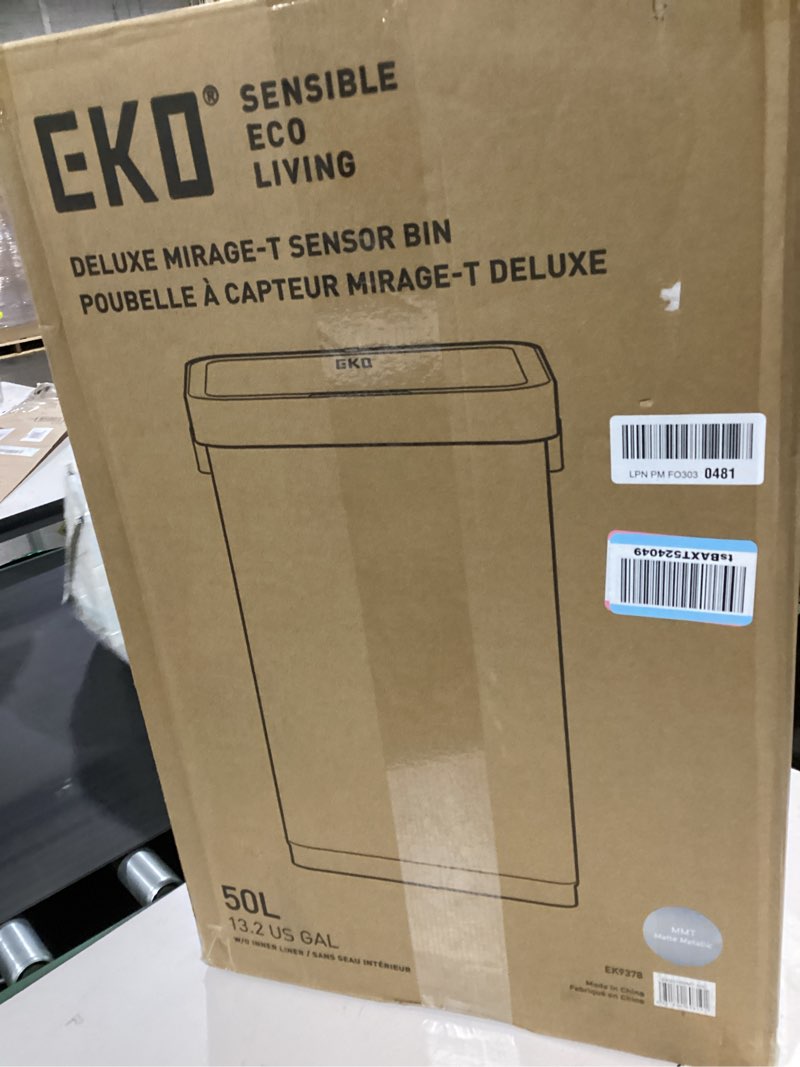 EKO® SENSIBLE
ECO
LIVING
DELUXE MIRAGE-T SENSOR BIN
POUBELLE À CAPTEUR MIRAGE-T DELUXE
EKO
LPN PM FO303 0481
tsBAXT524049
50L
13.2 US GAL
W/O INNER LINER / SANS SEAU INTÉRIEUR
MMT
Matte Metallic
EK9378
Made in China
Fabriqué en Chine